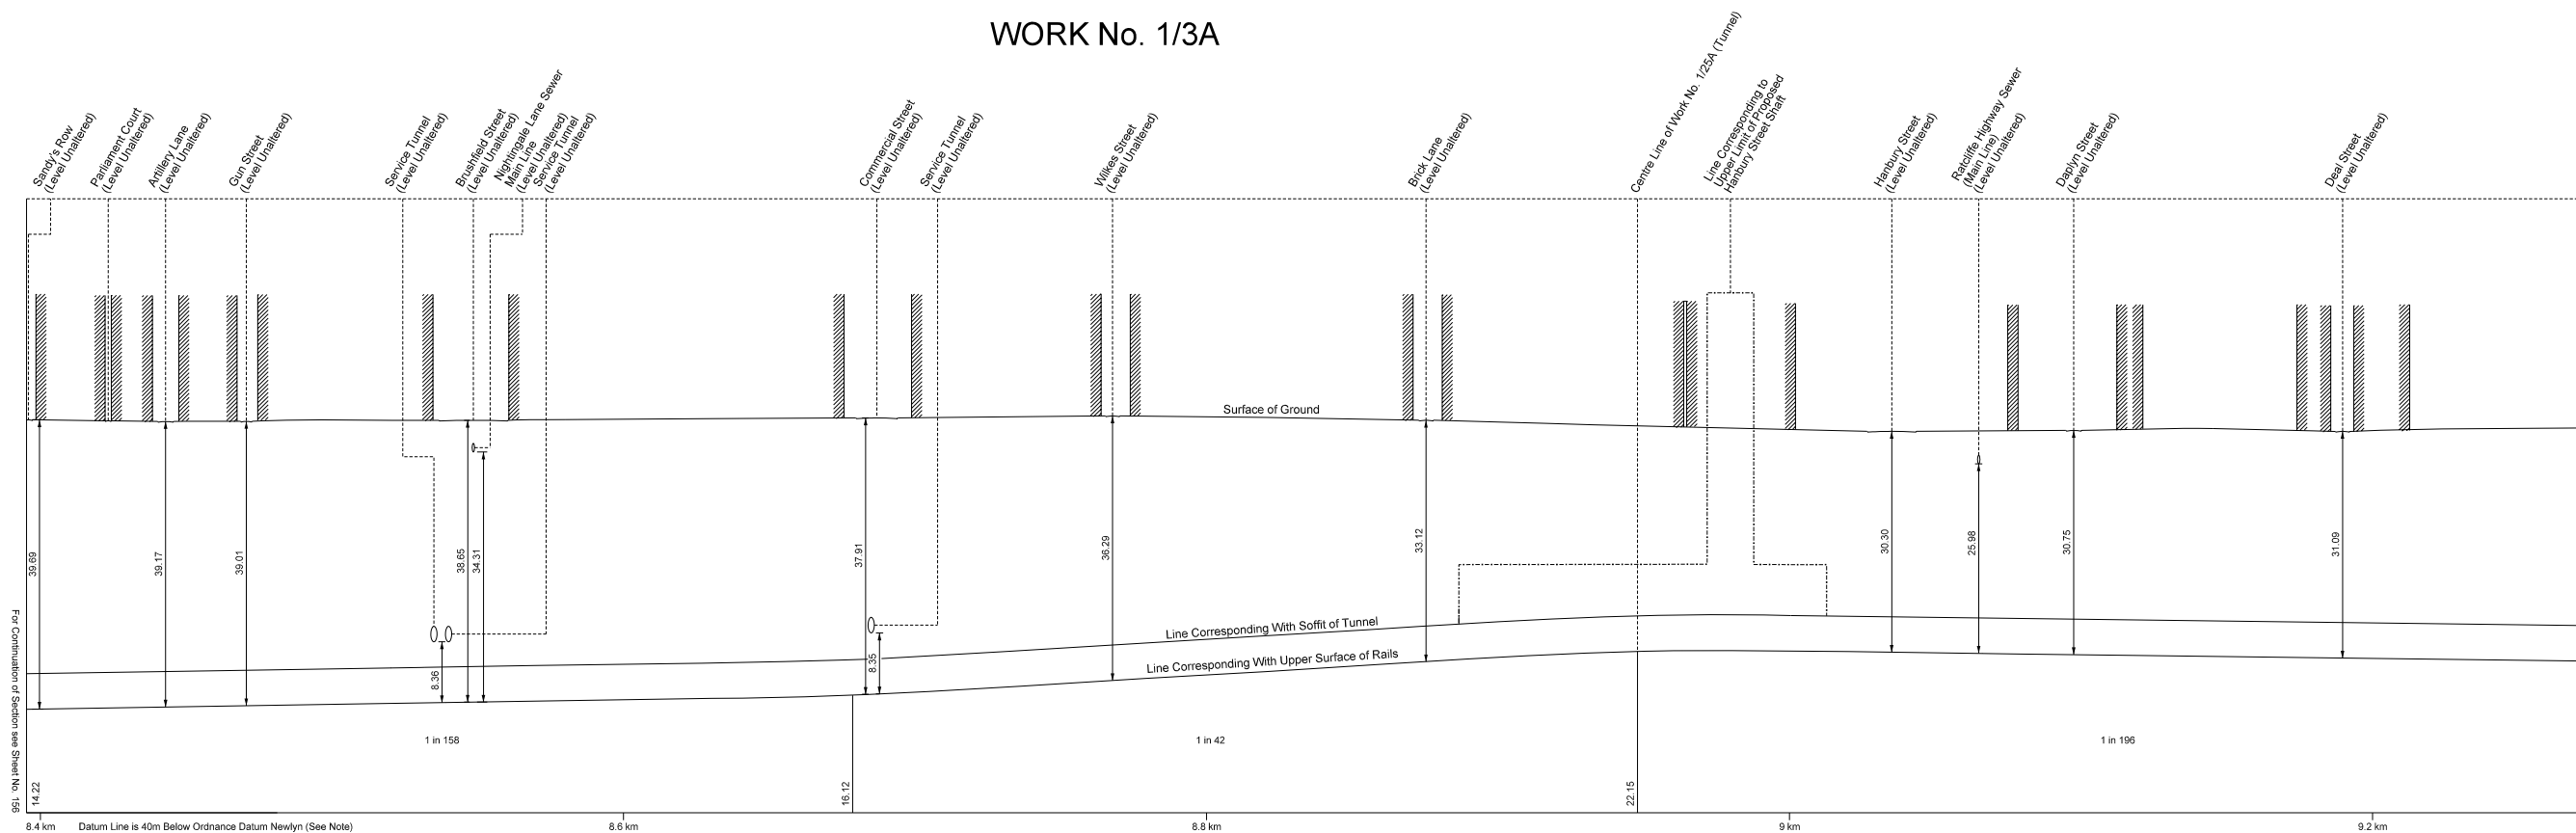 WORK No. 1/3A
Sandy's Row
(Level Unaltered)
Parliament Court
(Level Unaltered)
Artillery Lane
(Level Unaltered)
Gun Street
(Level Unaltered)
Service Tunnel
(Level Unaltered)
Brushfield Street
(Level Unaltered)
Nightingale Lane Sewer
Main Line
(Level Unaltered)
Service Tunnel
(Level Unaltered)
Commercial Street
(Level Unaltered)
Service Tunnel
(Level Unaltered)
Wilkes Street
(Level Unaltered)
Brick Lane
(Level Unaltered)
Centre Line of Work No. 1/25A (Tunnel)
Line Corresponding to
Upper Limit of Proposed
Hanbury Street Shaft
Hanbury Street
(Level Unaltered)
Ratcliffe Highway Sewer
(Main Line)
(Level Unaltered)
Daplyn Street
(Level Unaltered)
Deal Street
(Level Unaltered)
Surface of Ground
39.69
39.17
39.01
38.65
34.31
37.91
36.29
33.12
30.30
25.98
30.75
31.09
Line Corresponding With Soffit of Tunnel
Line Corresponding With Upper Surface of Rails
8.36
8.35
For Continuation of Section see Sheet No. 156
1 in 158
1 in 42
1 in 196
14.22
16.12
22.15
8.4 km
Datum Line is 40m Below Ordnance Datum Newlyn (See Note)
8.6 km
8.8 km
9 km
9.2 km